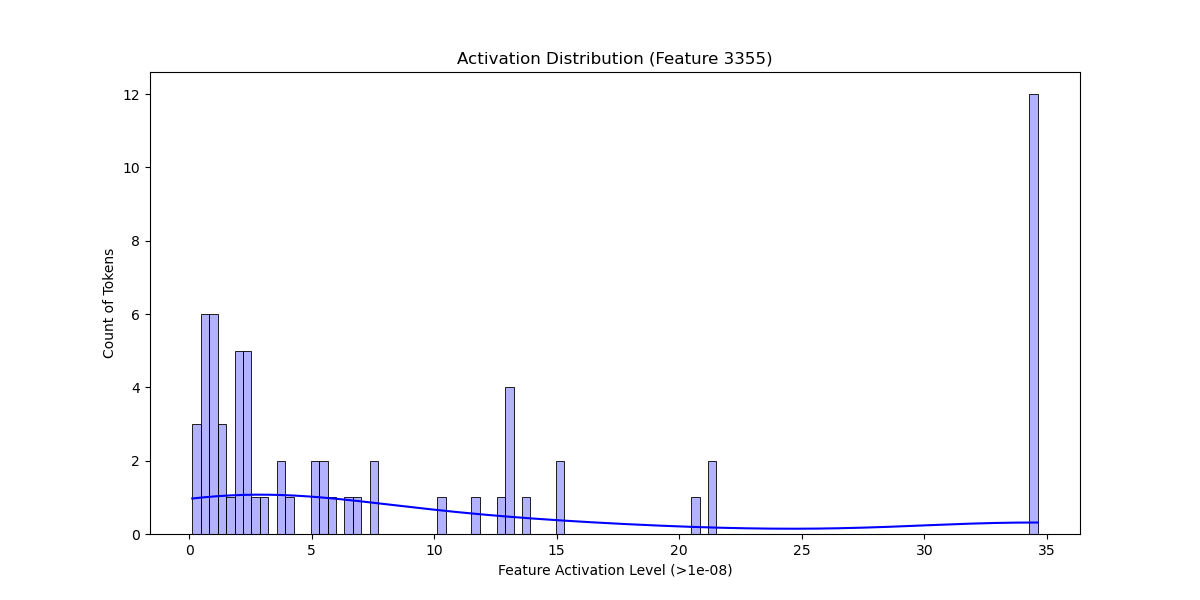 Activation Distribution (Feature 3355)
12
10
8
6
4
2
0
Count of Tokens
0 5 10 15 20 25 30 35
Feature Activation Level (>1e-08)